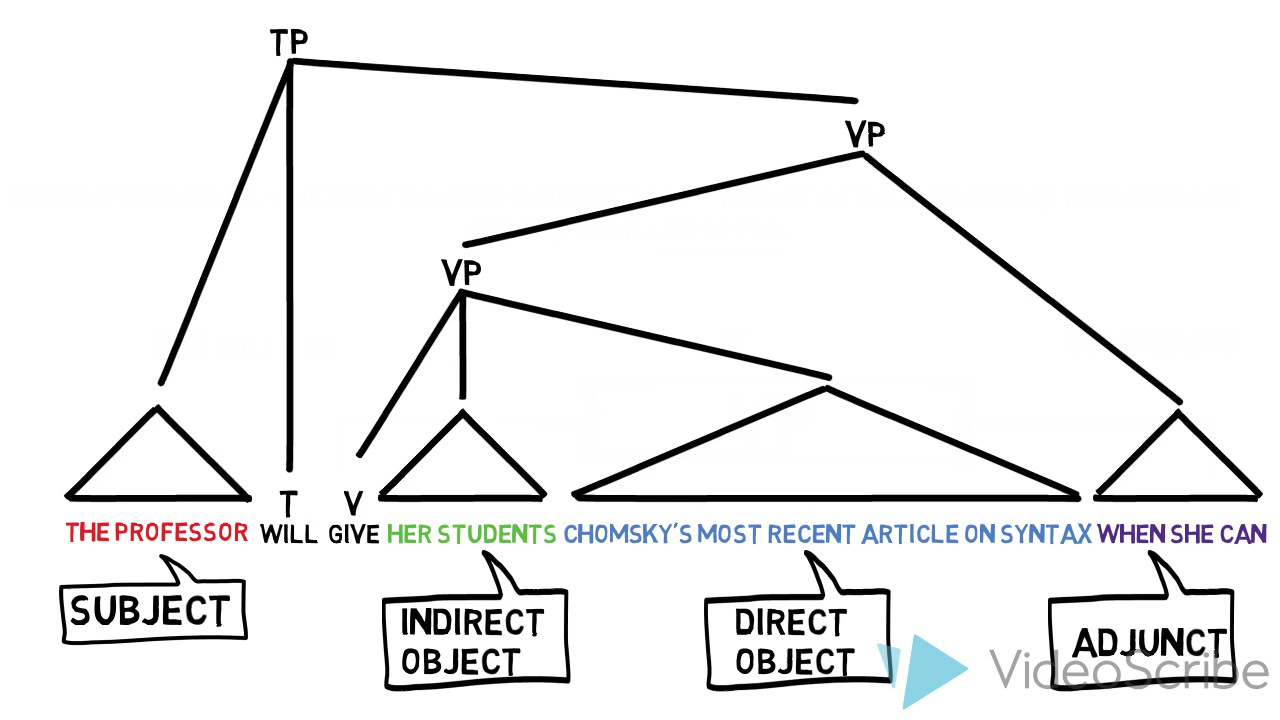 TP
VP
VP
T V
THE PROFESSOR WILL GIVE HER STUDENTS CHOMSKY'S MOST RECENT ARTICLE ON SYNTAX WHEN SHE CAN
SUBJECT
INDIRECT
OBJECT
DIRECT
OBJECT
ADJUNCT
VideoScribe